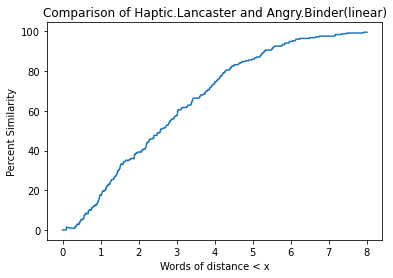 Comparison of Haptic.Lancaster and Angry.Binder(linear)
100
80
60
40
20
0
Percent Similarity
0 1 2 3 4 5 6 7 8
Words of distance < x